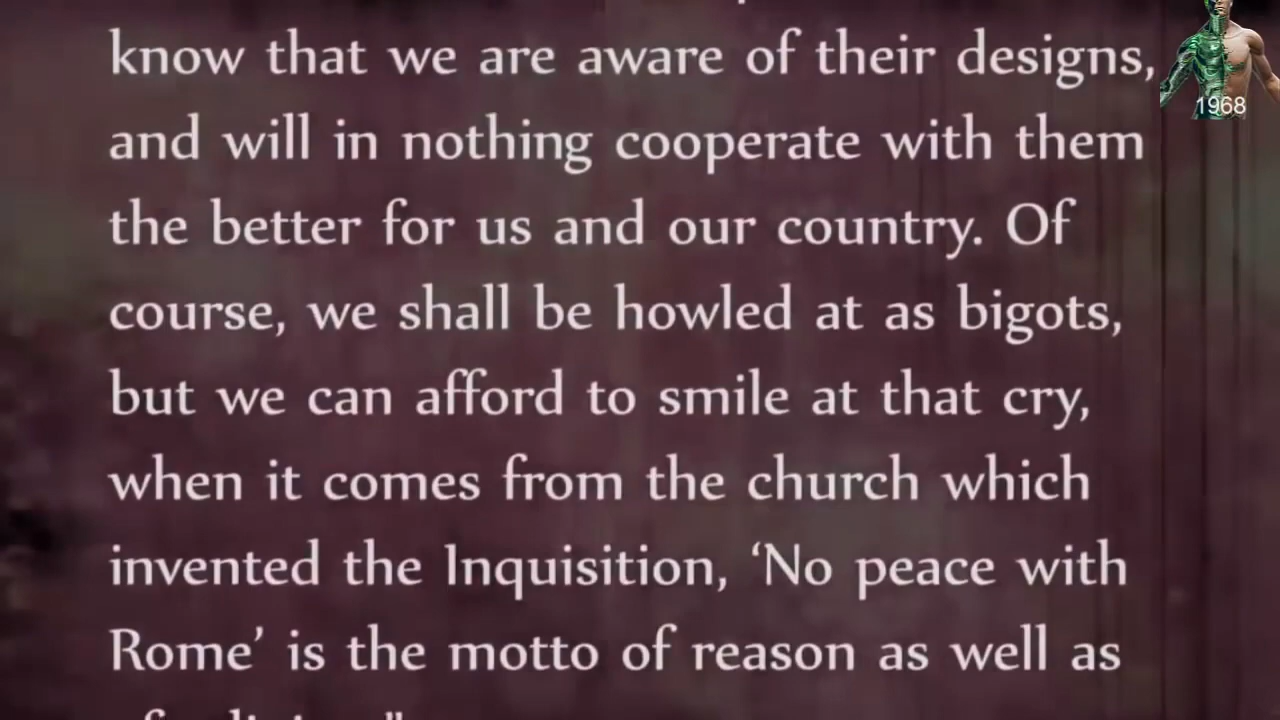 know that we are aware of their designs,
1968
and will in nothing cooperate with them
the better for us and our country. Of
course, we shall be howled at as bigots,
but we can afford to smile at that cry,
when it comes from the church which
invented the Inquisition, ‘No peace with
Rome’ is the motto of reason as well as